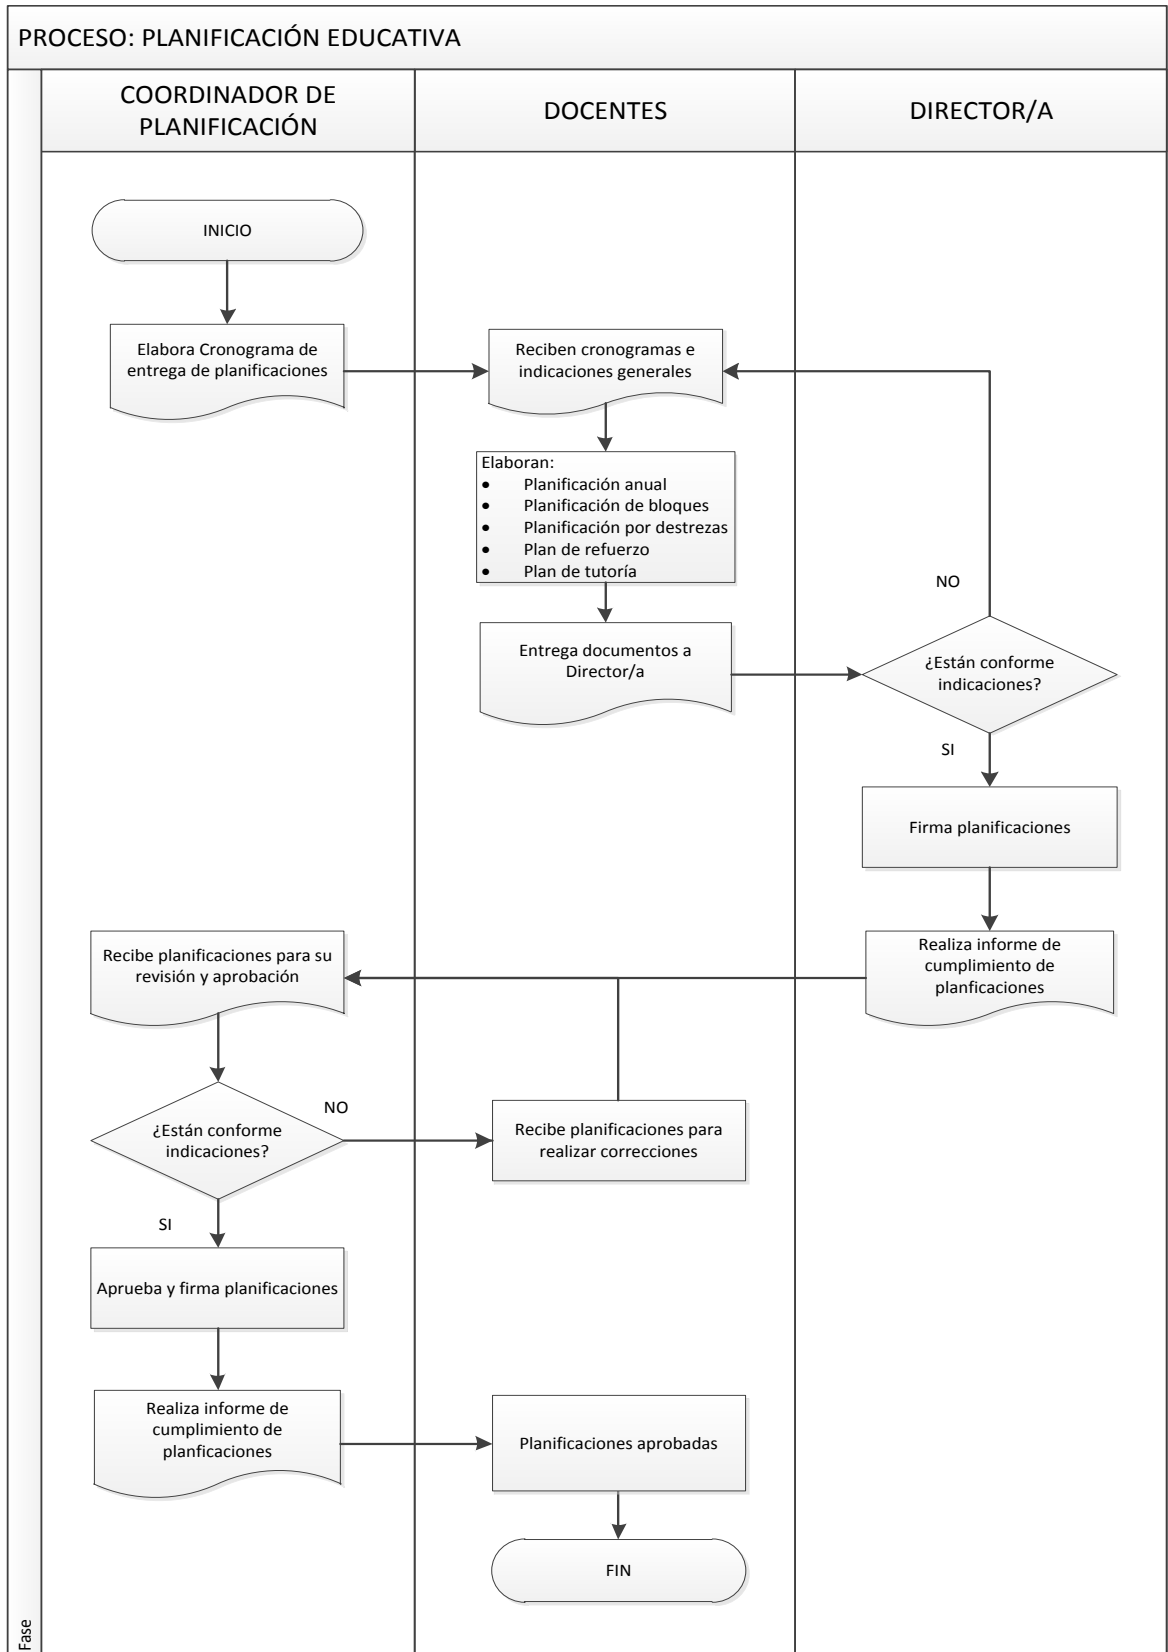 PROCESO: PLANIFICACIÓN EDUCATIVA
COORDINADOR DE
PLANIFICACIÓN
DOCENTES
DIRECTOR/A
INICIO
Elabora Cronograma de
entrega de planificaciones
Reciben cronogramas e
indicaciones generales
Elaboran:
• Planificación anual
• Planificación de bloques
• Planificación por destrezas
• Plan de refuerzo
• Plan de tutoría
NO
Entrega documentos a
Director/a
¿Están conforme
indicaciones?
SI
Firma planificaciones
Realiza informe de
cumplimiento de
planficaciones
Recibe planificaciones para su
revisión y aprobación
¿Están conforme
indicaciones?
NO
Recibe planificaciones para
realizar correcciones
SI
Aprueba y firma planificaciones
Realiza informe de
cumplimiento de
planficaciones
Planificaciones aprobadas
FIN
Fase